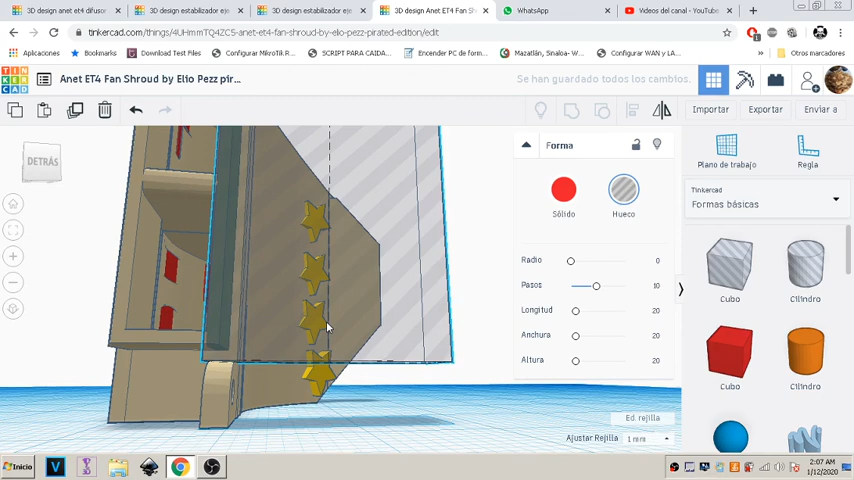 3D design anet et4 difusor
3D design establizador eje
3D design establizador eje
3D design Anet ET4 Fan Sh
WhatsApp
Videos del canal - YouTube
tinkercad.com/things/4UHmmTQ4ZC5-anet-et4-fan-shroud-by-elio-pezz-pirated-edition/edit
Aplicaciones
Bookmarks
Download Test Files
Configurar MikroTiK R
SCRIPT PARA CAIDA...
Encender PC de form...
Mazatlán, Sinaloa- W...
Configurar WAN y LA
Otros marcadores
TIN
KER
CAD
Anet ET4 Fan Shroud by Elio Pezz pir...
Se han guardado todos los cambios.
Importar
Exportar
Enviar a
DETRÁS
Forma
Sólido
Hueco
Radio
0
Pasos
10
Longitud
20
Anchura
20
Altura
20
Plano de trabajo
Regla
Tinkercad
Formas básicas
Cubo
Cilindro
Cubo
Cilindro
Ed. rejilla
Ajustar Rejilla
1 mm
Inicio
2:07 AM
1/12/2020